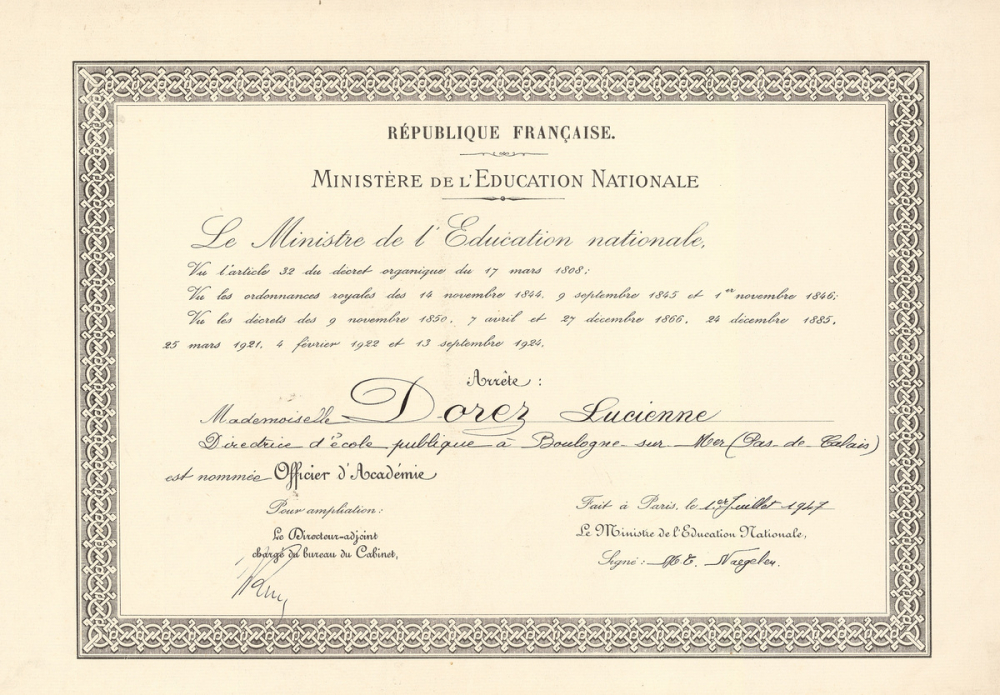 RÉPUBLIQUE FRANÇAISE.
MINISTÈRE DE L'EDUCATION NATIONALE
Le Ministre de l'Education nationale,
Vu l'article 32 du décret organique du 17 mars 1808;
Vu les ordonnances royales des 14 novembre 1844, 9 septembre 1845 et 1er novembre 1846;
Vu les décrets des 9 novembre 1850, 7 avril et 27 décembre 1866, 24 décembre 1885,
25 mars 1921, 4 février 1922 et 13 septembre 1924,
Arrête :
Mademoiselle Dorez Lucienne
Directrice d'école publique à Boulogne-sur-Mer (Pas-de-Calais)
est nommée Officier d'Académie
Pour ampliation:
Le Directeur-adjoint
chargé du bureau du Cabinet,
Fait à Paris, le 1er Juillet 1947
Le Ministre de l'Education Nationale,
Signé : M.E. Naegelen.